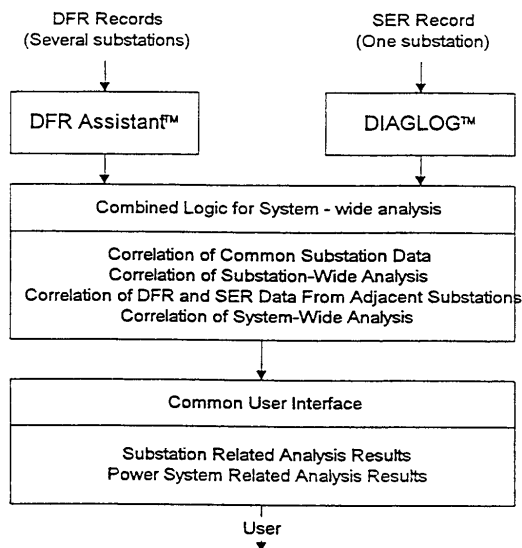 DFR Records
(Several substations)
SER Record
(One substation)
DFR Assistant™
DIAGLOG™
Combined Logic for System - wide analysis
Correlation of Common Substation Data
Correlation of Substation-Wide Analysis
Correlation of DFR and SER Data From Adjacent Substations
Correlation of System-Wide Analysis
Common User Interface
Substation Related Analysis Results
Power System Related Analysis Results
User